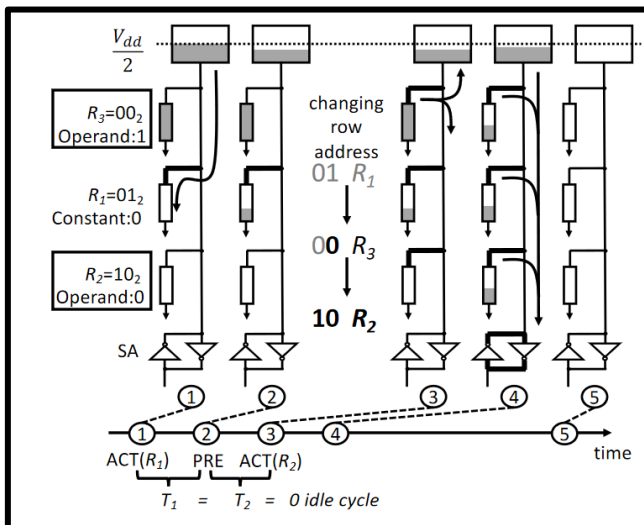 Vdd
2
R3=002
Operand:1
R1=012
Constant:0
R2=102
Operand:0
SA
changing
row
address
01 R1
00 R3
10 R2
1 2 3 4 5
1 2 3 4 5
time
ACT(R1) PRE ACT(R2)
T1 = T2 = 0 idle cycle